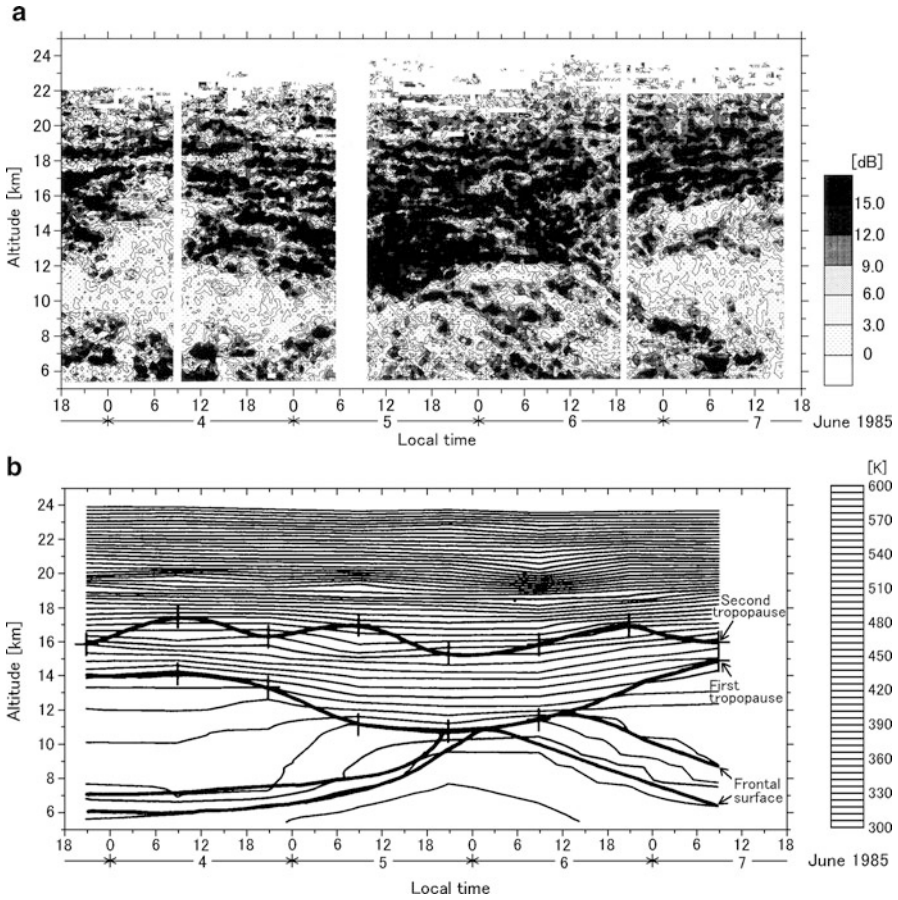 a
24
22
20
18
16
14
12
10
8
6
Altitude [km]
18 0 6 12 18 0 6 12 18 0 6 12 18 0 6 12 18
4 5 6 7 June 1985
Local time
[dB]
15.0
12.0
9.0
6.0
3.0
0
b
24
22
20
18
16
14
12
10
8
6
Altitude [km]
Second
tropopause
First
tropopause
Frontal
surface
18 0 6 12 18 0 6 12 18 0 6 12 18 0 6 12 18
4 5 6 7 June 1985
Local time
[K]
600
570
540
510
480
450
420
390
360
330
300